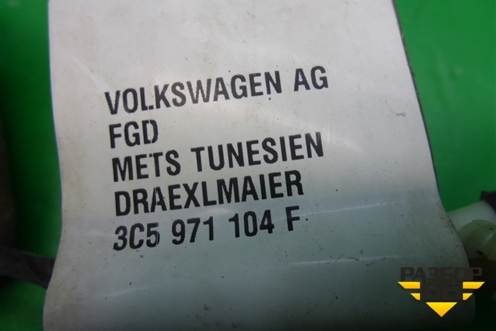 VOLKSWAGEN AG
FGD
METS TUNESIEN
DRAEXLMAIER
3C5 971 104 F
РАЗБОР